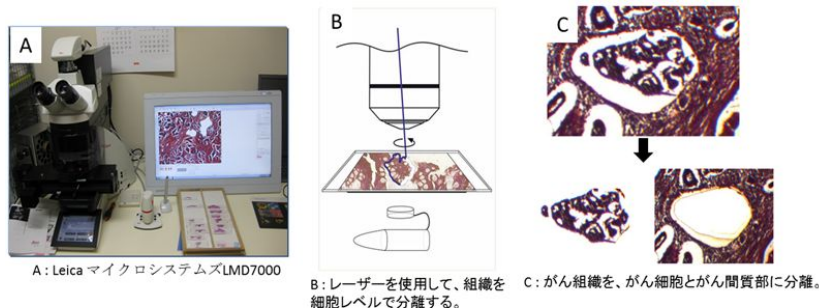 A
B
C
A : Leica マイクロシステムズLMD7000
B : レーザーを使用して、組織を
細胞レベルで分離する。
C : がん組織を、がん細胞とがん間質部に分離。